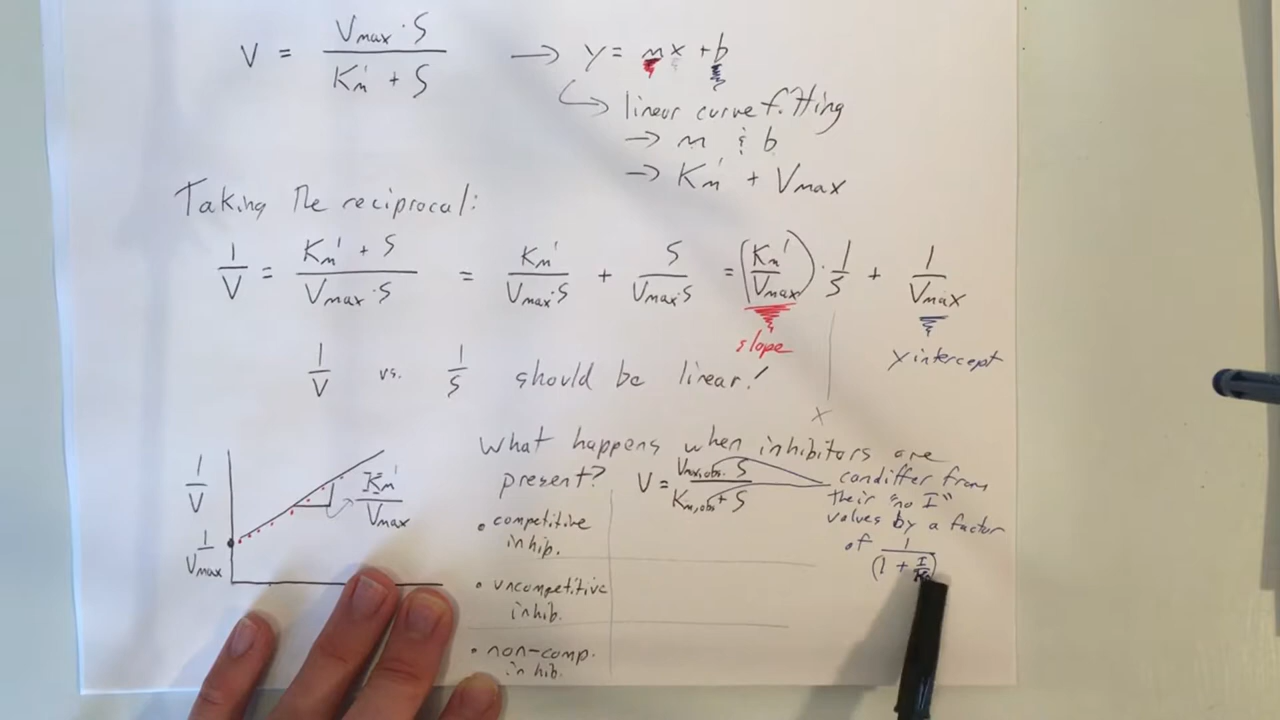 V = Vmax · S / Km' + S → y = mx + b
↳ linear curve fitting
→ m & b
→ Km' + Vmax
Taking the reciprocal:
1/V = Km' + S / Vmax · S = Km' / Vmax · S + S / Vmax · S = (Km' / Vmax) · 1/S + 1/Vmax
slope
y intercept
1/V vs. 1/S should be linear!
x
What happens when inhibitors are
present? V = Vmax,obs · S / Km,obs + S
can differ from
their "no I"
values by a factor
of 1 / (1 + I/K
1/V
Km' / Vmax
1/Vmax
• competitive
inhib.
• uncompetitive
inhib.
• non-comp.
inhib.